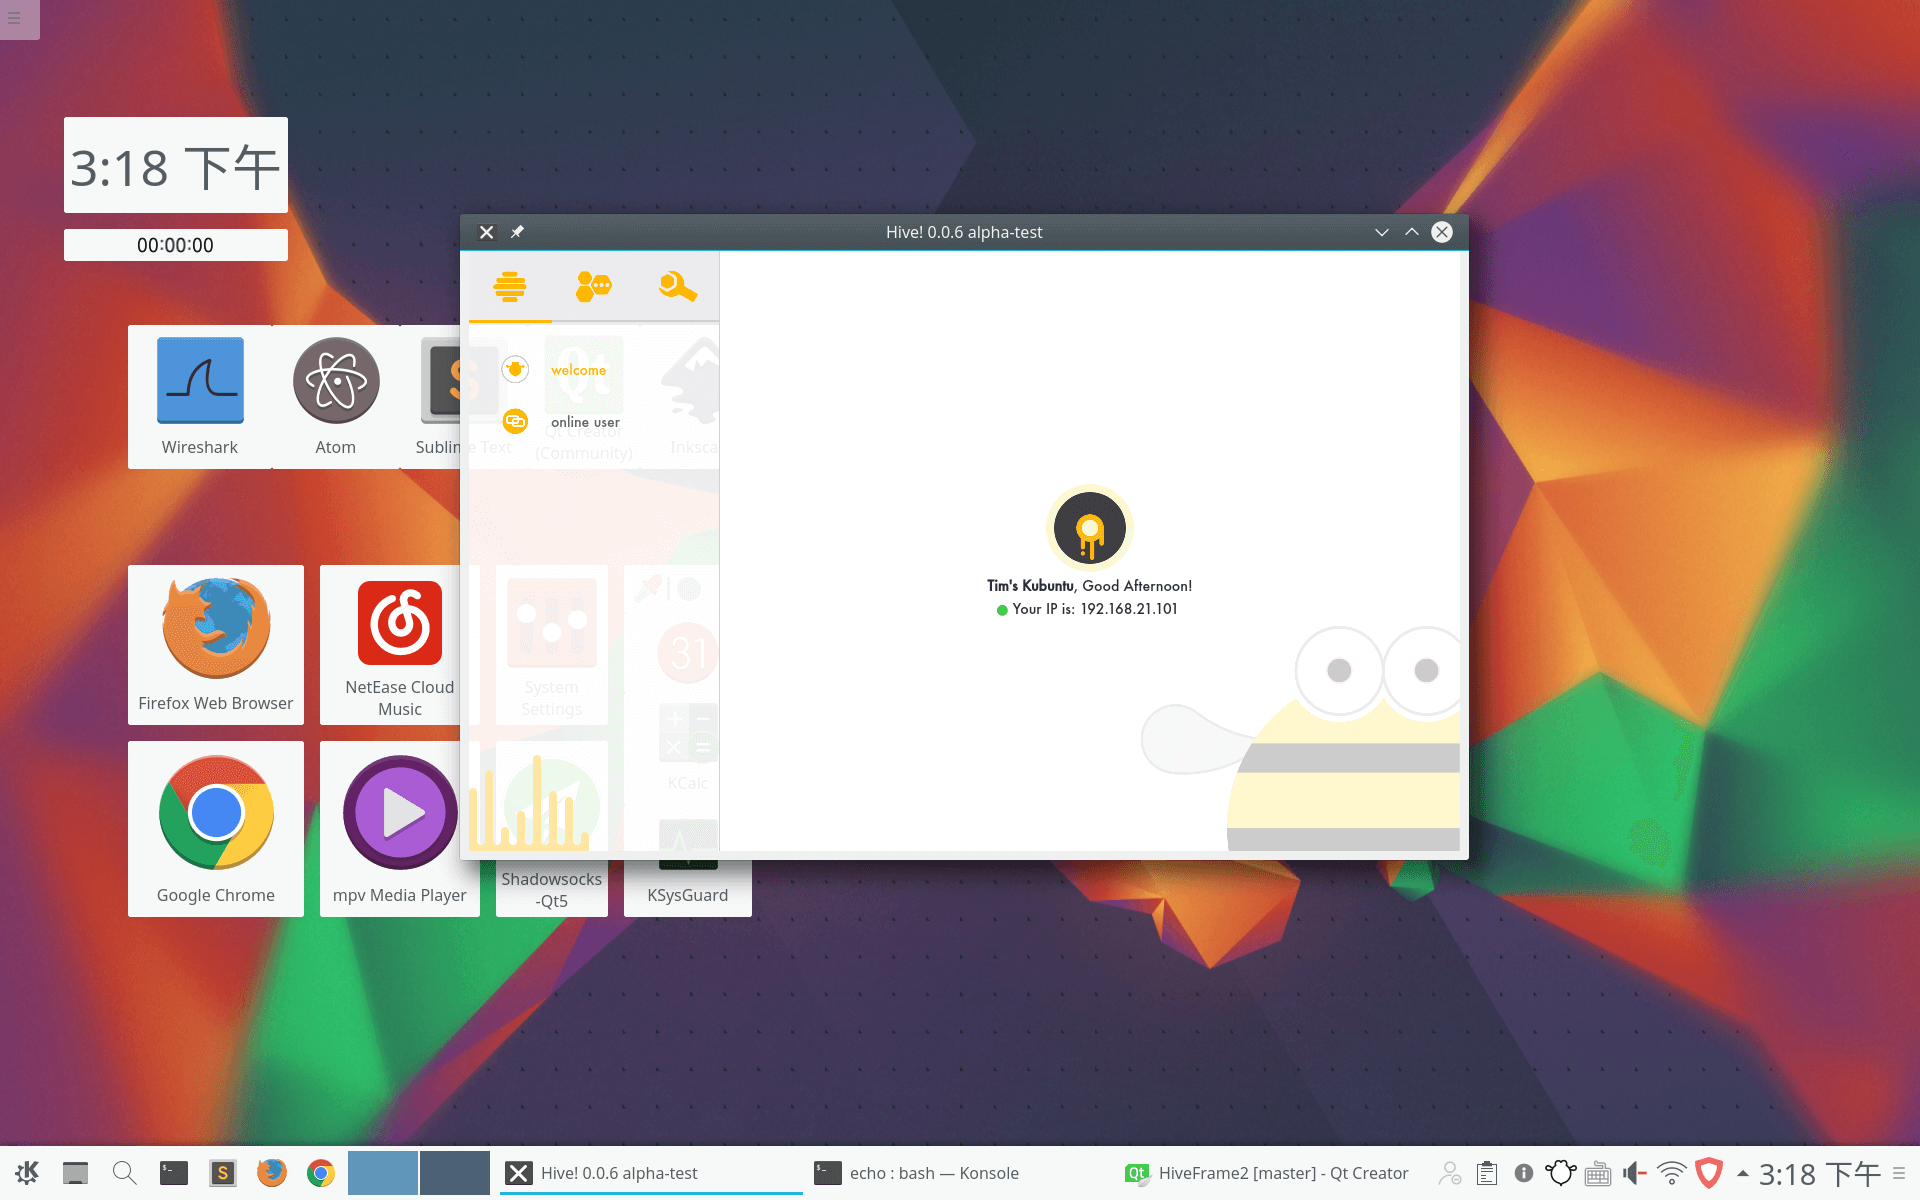 3:18 下午
00:00:00
Hive! 0.0.6 alpha-test
welcome
online user
Wireshark
Atom
Sublime Text
Qt Creator
(Community)
Inksca
Tim's Kubuntu, Good Afternoon!
Your IP is: 192.168.21.101
31
Firefox Web Browser
NetEase Cloud
Music
System
Settings
KCalc
Google Chrome
mpv Media Player
Shadowsocks
-Qt5
KSysGuard
Hive! 0.0.6 alpha-test
echo : bash — Konsole
Qt
HiveFrame2 [master] - Qt Creator
3:18 下午